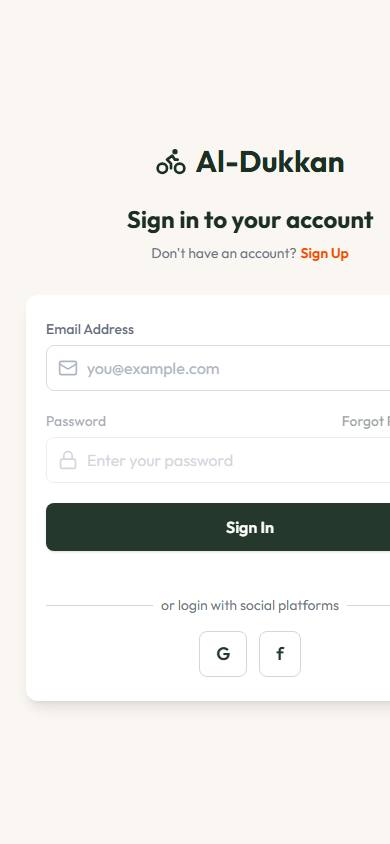 Al-Dukkan
Sign in to your account
Don't have an account? Sign Up
Email Address
you@example.com
Password
Forgot
Enter your password
Sign In
or login with social platforms
G
f